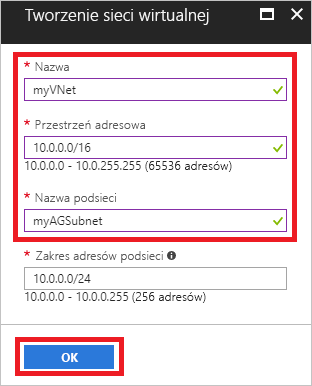 Tworzenie sieci wirtualnej
* Nazwa
myVNet
* Przestrzeń adresowa
10.0.0.0/16
10.0.0.0 - 10.0.255.255 (65536 adresów)
* Nazwa podsieci
myAGSubnet
* Zakres adresów podsieci
10.0.0.0/24
10.0.0.0 - 10.0.0.255 (256 adresów)
OK